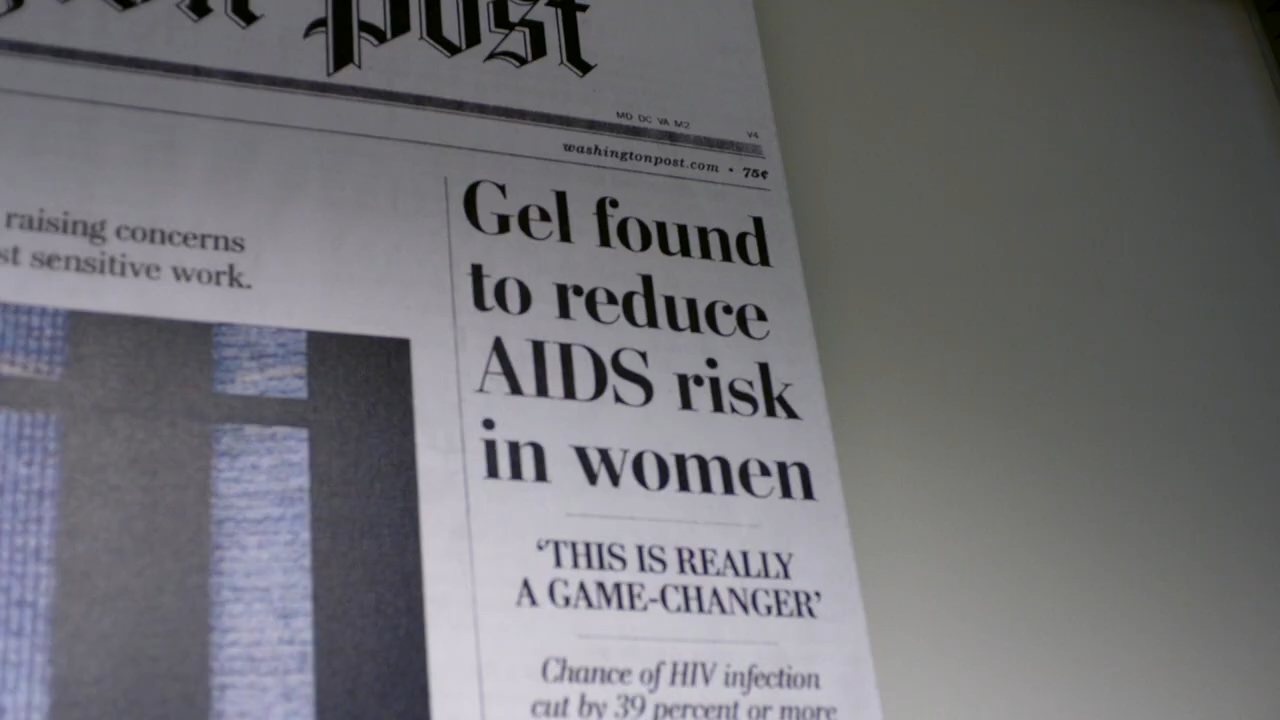 post
MD DC VA M2
V4
washingtonpost.com • 75¢
raising concerns
sensitive work.
Gel found
to reduce
AIDS risk
in women
‘THIS IS REALLY
A GAME-CHANGER’
Chance of HIV infection
cut by 39 percent or more